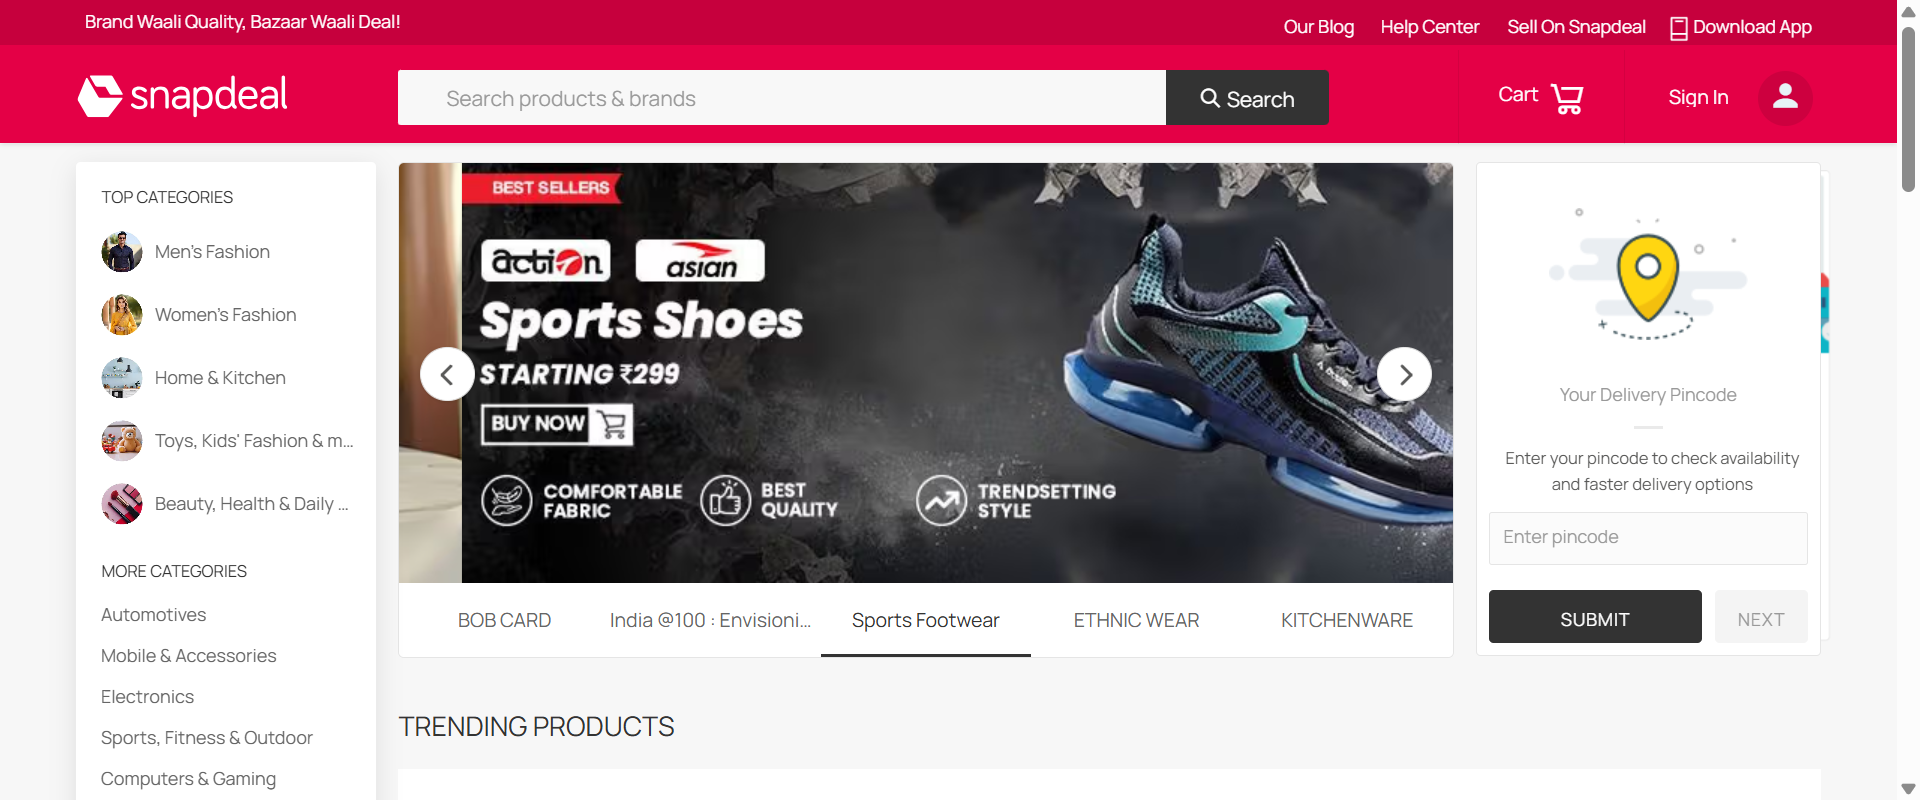 Brand Waali Quality, Bazaar Waali Deal!
Our Blog
Help Center
Sell On Snapdeal
Download App
snapdeal
Search products & brands
Search
Cart
Sign In
TOP CATEGORIES
Men's Fashion
Women's Fashion
Home & Kitchen
Toys, Kids' Fashion & m...
Beauty, Health & Daily ...
MORE CATEGORIES
Automotives
Mobile & Accessories
Electronics
Sports, Fitness & Outdoor
Computers & Gaming
BEST SELLERS
action
asian
Sports Shoes
STARTING ₹299
BUY NOW
COMFORTABLE
FABRIC
BEST
QUALITY
TRENDSETTING
STYLE
BOB CARD
India @100 : Envisioni...
Sports Footwear
ETHNIC WEAR
KITCHENWARE
Your Delivery Pincode
Enter your pincode to check availability
and faster delivery options
Enter pincode
SUBMIT
NEXT
TRENDING PRODUCTS